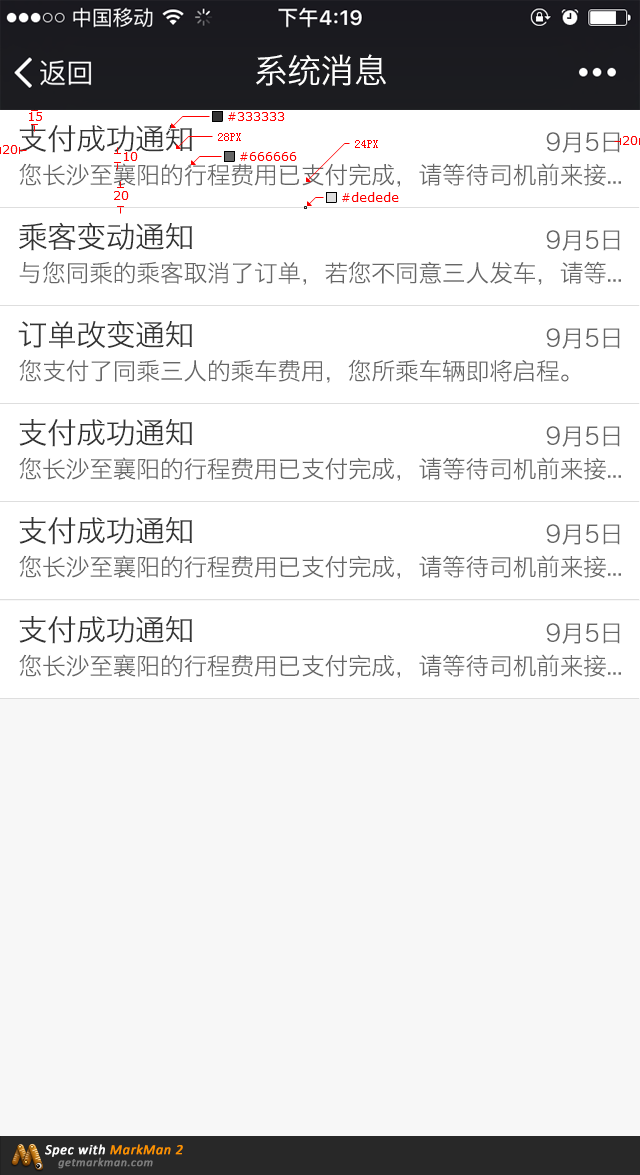 中国移动 下午4:19
返回 系统消息
15 #333333
支付成功通知 28PX 24PX 9月5日
20 10 #666666 20
您长沙至襄阳的行程费用已支付完成，请等待司机前来接...
20 #dedede
乘客变动通知 9月5日
与您同乘的乘客取消了订单，若您不同意三人发车，请等...
订单改变通知 9月5日
您支付了同乘三人的乘车费用，您所乘车辆即将启程。
支付成功通知 9月5日
您长沙至襄阳的行程费用已支付完成，请等待司机前来接...
支付成功通知 9月5日
您长沙至襄阳的行程费用已支付完成，请等待司机前来接...
支付成功通知 9月5日
您长沙至襄阳的行程费用已支付完成，请等待司机前来接...
Spec with MarkMan 2
getmarkman.com